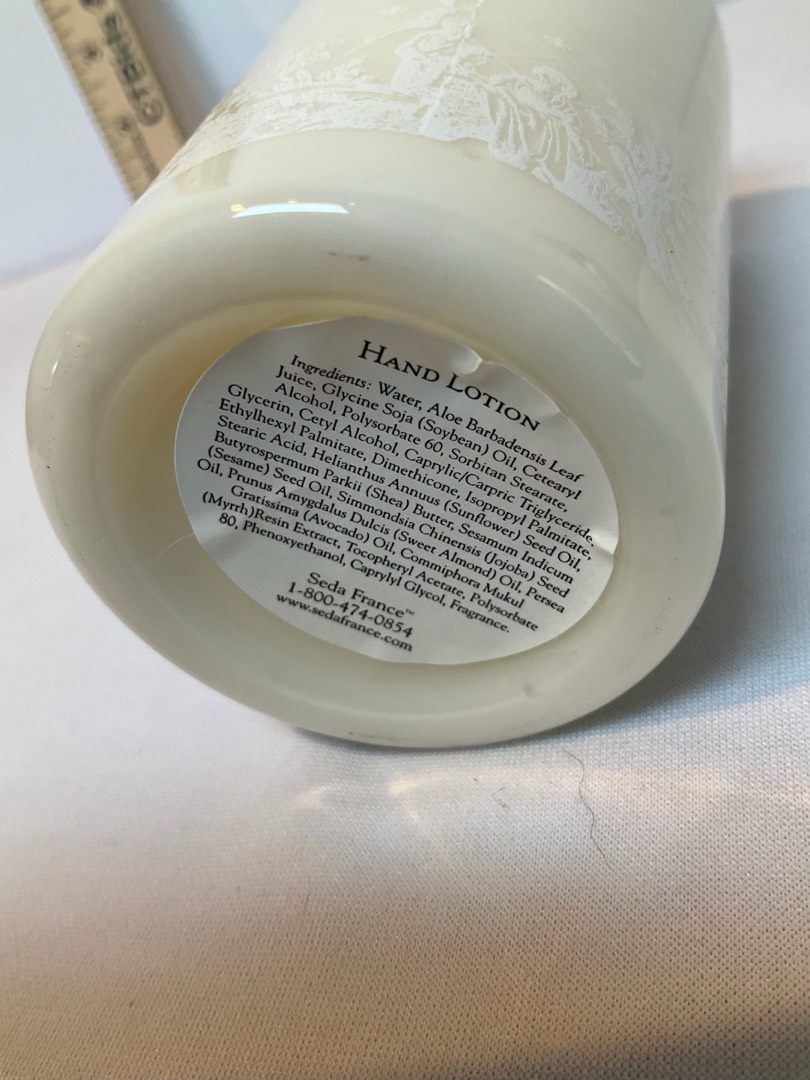 HAND LOTION
Ingredients: Water, Aloe Barbadensis Leaf
Juice, Glycine Soja (Soybean) Oil, Cetearyl
Alcohol, Polysorbate 60, Sorbitan Stearate,
Glycerin, Cetyl Alcohol, Caprylic/Carpric Triglyceride,
Ethylhexyl Palmitate, Dimethicone, Isopropyl Palmitate,
Stearic Acid, Helianthus Annuus (Sunflower) Seed Oil,
Butyrospermum Parkii (Shea) Butter, Sesamum Indicum
(Sesame) Seed Oil, Simmondsia Chinensis (Jojoba) Seed
Oil, Prunus Amygdalus Dulcis (Sweet Almond) Oil, Persea
Gratissima (Avocado) Oil, Commiphora Mukul
(Myrrh)Resin Extract, Tocopheryl Acetate, Polysorbate
80, Phenoxyethanol, Caprylyl Glycol, Fragrance.
Seda France™
1-800-474-0854
www.sedafrance.com